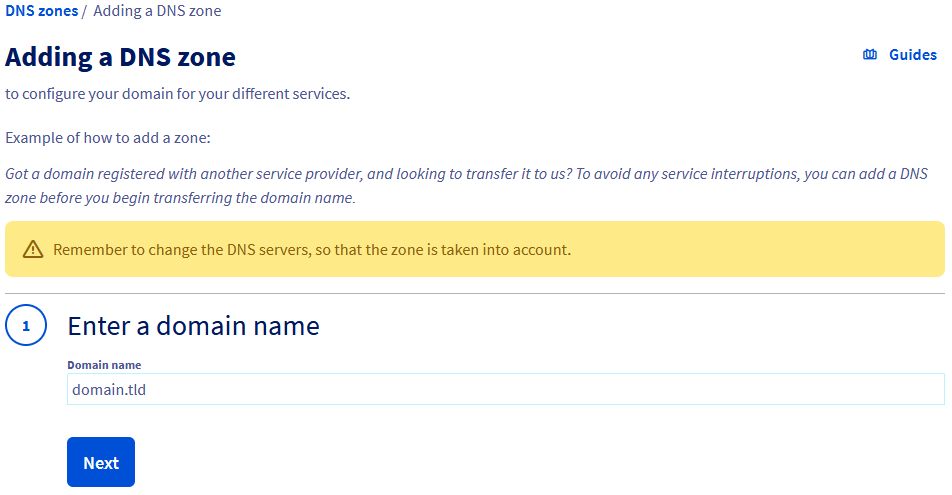 DNS zones / Adding a DNS zone
Adding a DNS zone
Guides
to configure your domain for your different services.
Example of how to add a zone:
Got a domain registered with another service provider, and looking to transfer it to us? To avoid any service interruptions, you can add a DNS
zone before you begin transferring the domain name.
Remember to change the DNS servers, so that the zone is taken into account.
1
Enter a domain name
Domain name
domain.tld
Next